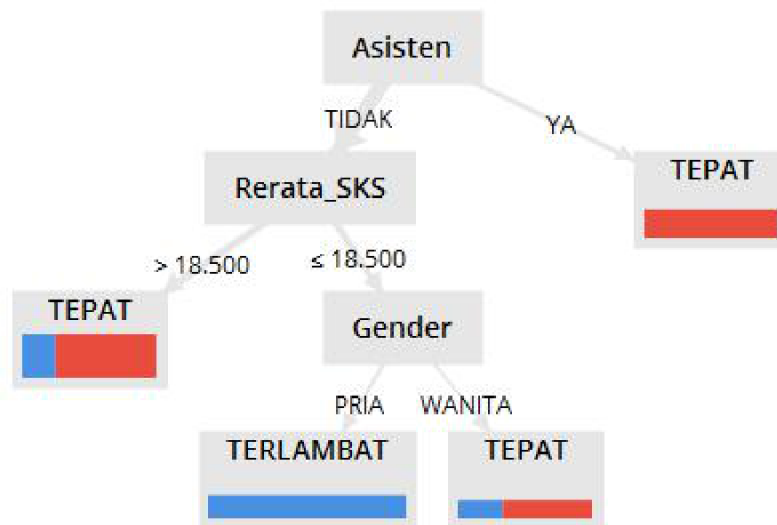 Asisten
TIDAK
YA
TEPAT
Rerata_SKS
> 18.500
≤ 18.500
TEPAT
Gender
PRIA
WANITA
TERLAMBAT
TEPAT